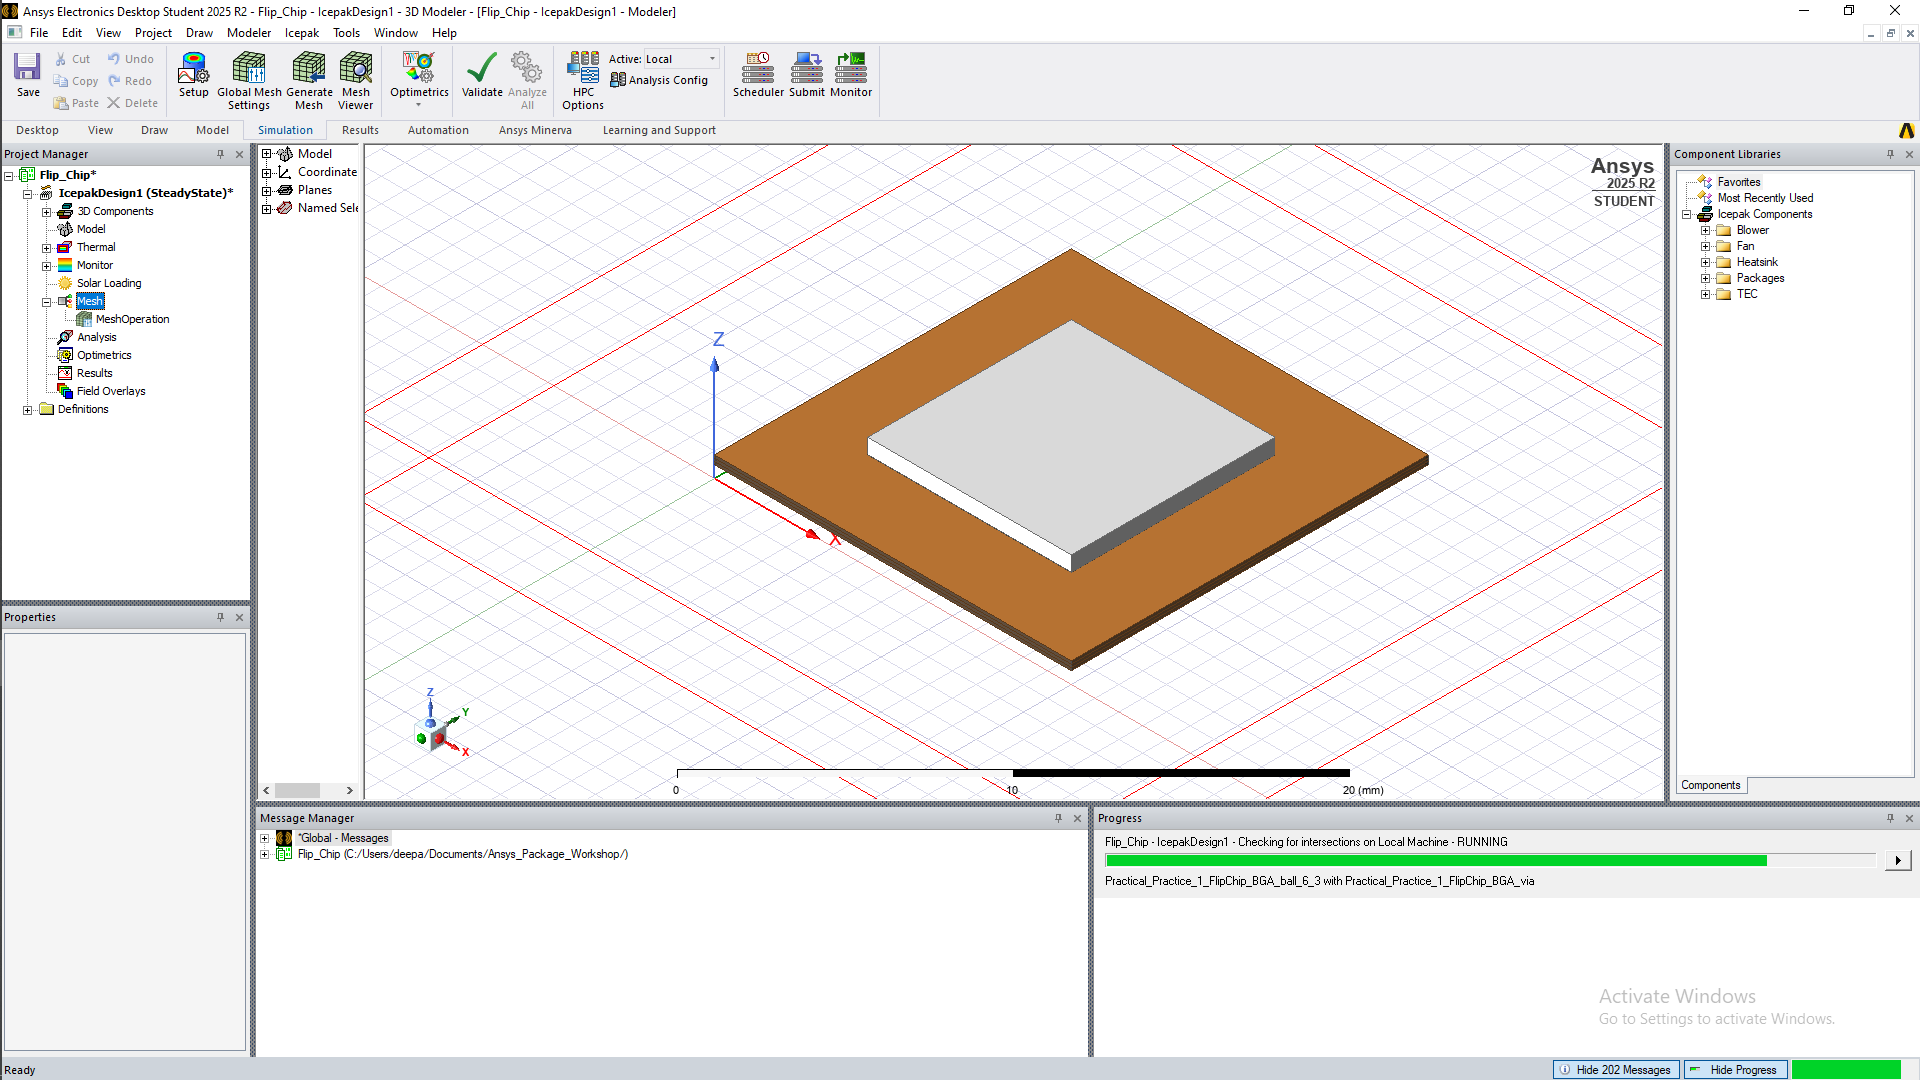 Ansys Electronics Desktop Student 2025 R2 - Flip_Chip - IcepakDesign1 - 3D Modeler - [Flip_Chip - IcepakDesign1 - Modeler]
File Edit View Project Draw Modeler Icepak Tools Window Help
Save
Cut
Copy
Paste
Undo
Redo
Delete
Setup
Global Mesh Settings
Generate Mesh
Mesh Viewer
Optimetrics
Validate
Analyze All
HPC Options
Active: Local
Analysis Config
Scheduler
Submit
Monitor
Desktop View Draw Model Simulation Results Automation Ansys Minerva Learning and Support
Project Manager
Flip_Chip*
IcepakDesign1 (SteadyState)*
3D Components
Model
Thermal
Monitor
Solar Loading
Mesh
MeshOperation
Analysis
Optimetrics
Results
Field Overlays
Definitions
Properties
Model
Coordinate
Planes
Named Sele
Ansys
2025 R2
STUDENT
Z
X
Z
Y
X
0 10 20 (mm)
Component Libraries
Favorites
Most Recently Used
Icepak Components
Blower
Fan
Heatsink
Packages
TEC
Components
Message Manager
*Global - Messages
Flip_Chip (C:/Users/deepa/Documents/Ansys_Package_Workshop/)
Progress
Flip_Chip - IcepakDesign1 - Checking for intersections on Local Machine - RUNNING
Practical_Practice_1_FlipChip_BGA_ball_6_3 with Practical_Practice_1_FlipChip_BGA_via
Activate Windows
Go to Settings to activate Windows.
Ready
Hide 202 Messages
Hide Progress